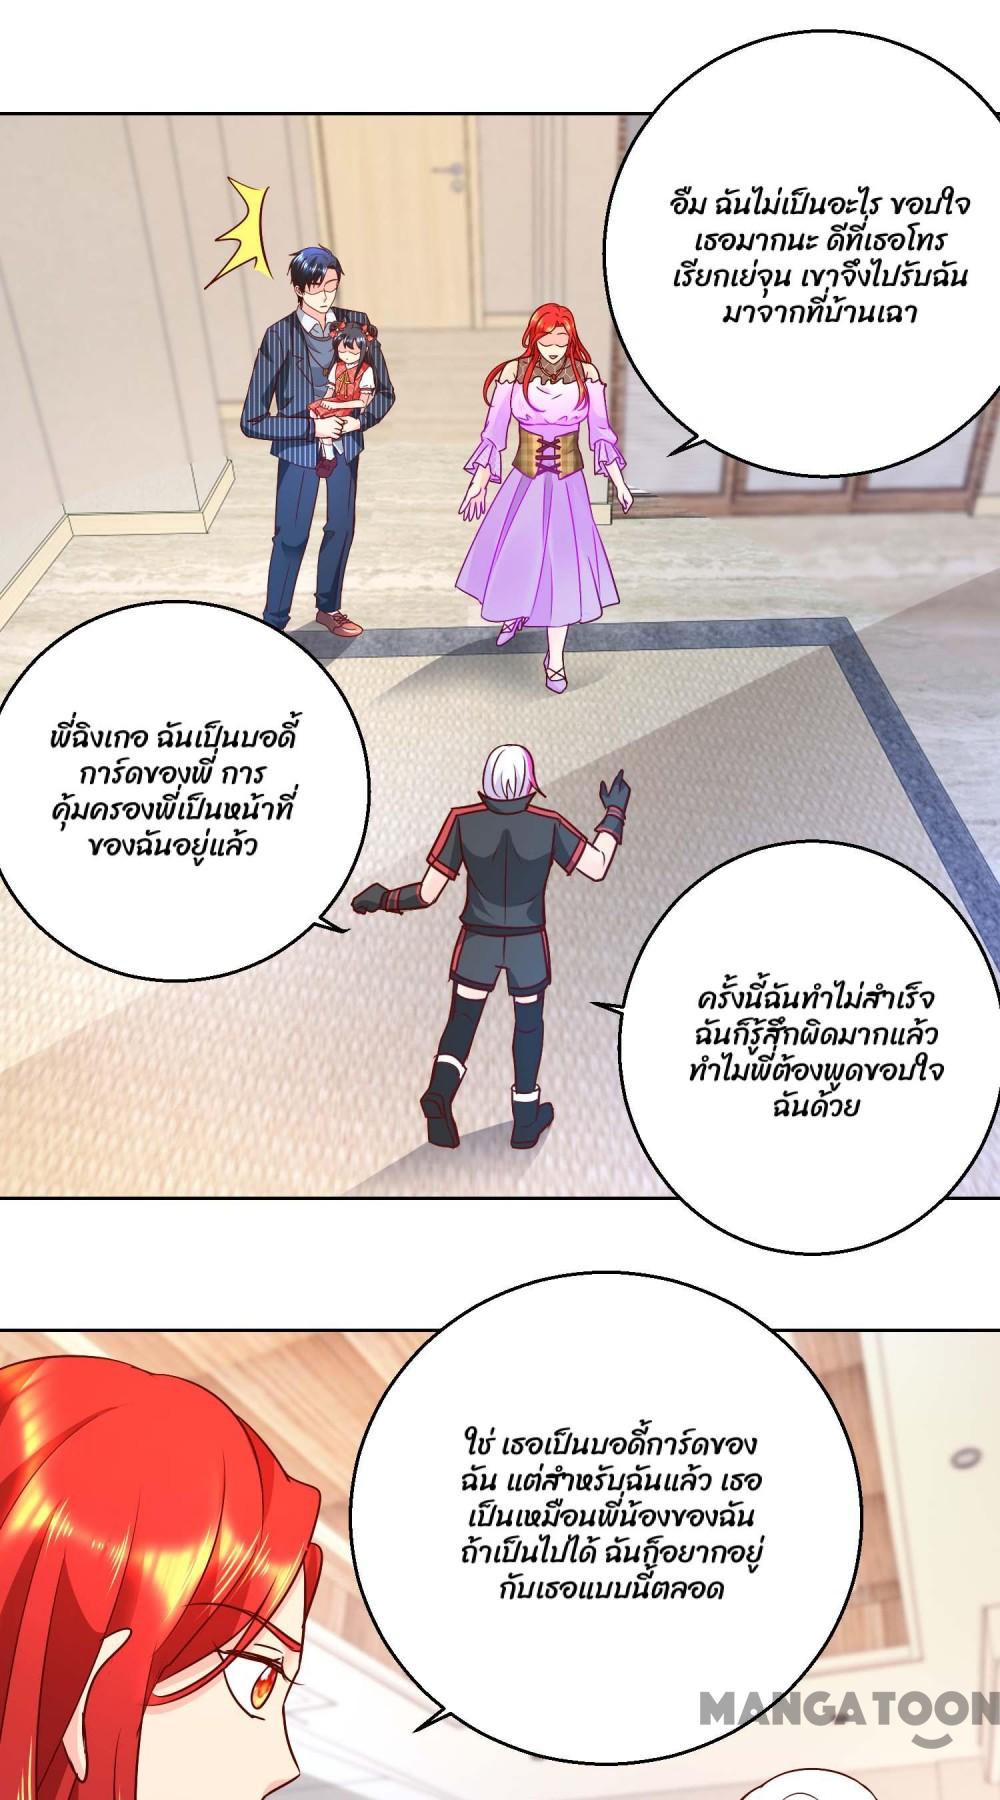 อืม ฉันไม่เป็นอะไร ขอบใจ
เธอมากนะ ดีที่เธอโทร
เรียกเย่จุน เขาจึงไปรับฉัน
มาจากที่บ้านเฉา
พี่ฉิงเกอ ฉันเป็นบอดี้
การ์ดของพี่ การ
คุ้มครองพี่เป็นหน้าที่
ของฉันอยู่แล้ว
ครั้งนี้ฉันทำไม่สำเร็จ
ฉันก็รู้สึกผิดมากแล้ว
ทำไมพี่ต้องพูดขอบใจ
ฉันด้วย
ใช่ เธอเป็นบอดี้การ์ดของ
ฉัน แต่สำหรับฉันแล้ว เธอ
เป็นเหมือนพี่น้องของฉัน
ถ้าเป็นไปได้ ฉันก็อยากอยู่
กับเธอแบบนี้ตลอด
MANGATOON